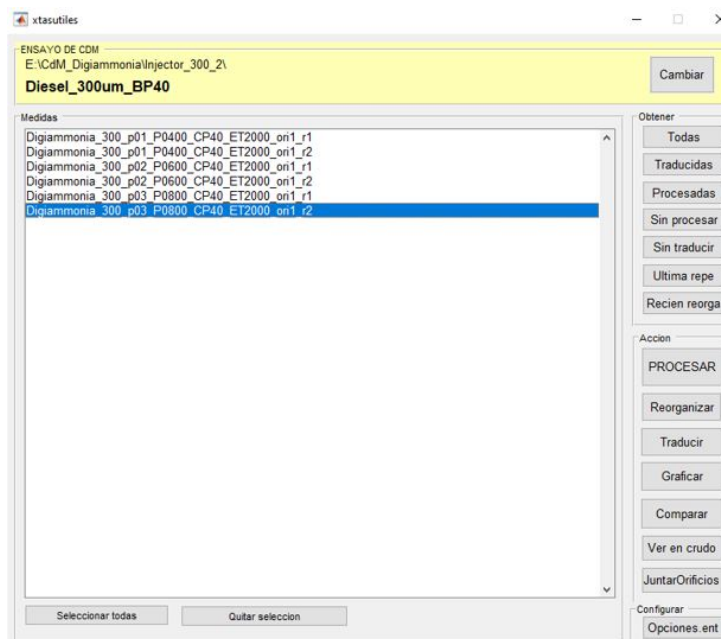 xtasutiles
ENSAYO DE CDM
E:\CdM_Digiammonia\Injector_300_2\
Diesel_300um_BP40
Cambiar
Medidas
Digiammonia_300_p01_P0400_CP40_ET2000_ori1_r1
Digiammonia_300_p01_P0400_CP40_ET2000_ori1_r2
Digiammonia_300_p02_P0600_CP40_ET2000_ori1_r1
Digiammonia_300_p02_P0600_CP40_ET2000_ori1_r2
Digiammonia_300_p03_P0800_CP40_ET2000_ori1_r1
Digiammonia_300_p03_P0800_CP40_ET2000_ori1_r2
Seleccionar todas
Quitar seleccion
Obtener
Todas
Traducidas
Procesadas
Sin procesar
Sin traducir
Ultima repe
Recien reorga
Accion
PROCESAR
Reorganizar
Traducir
Graficar
Comparar
Ver en crudo
JuntarOrificios
Configurar
Opciones.ent